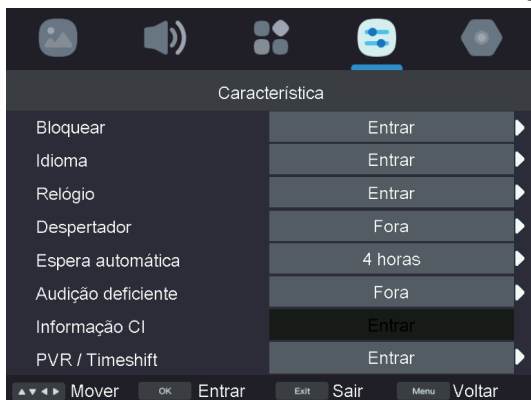 Característica
Bloquear Entrar
Idioma Entrar
Relógio Entrar
Despertador Fora
Espera automática 4 horas
Audição deficiente Fora
Informação CI Entrar
PVR / Timeshift Entrar
Mover OK Entrar Exit Sair Menu Voltar